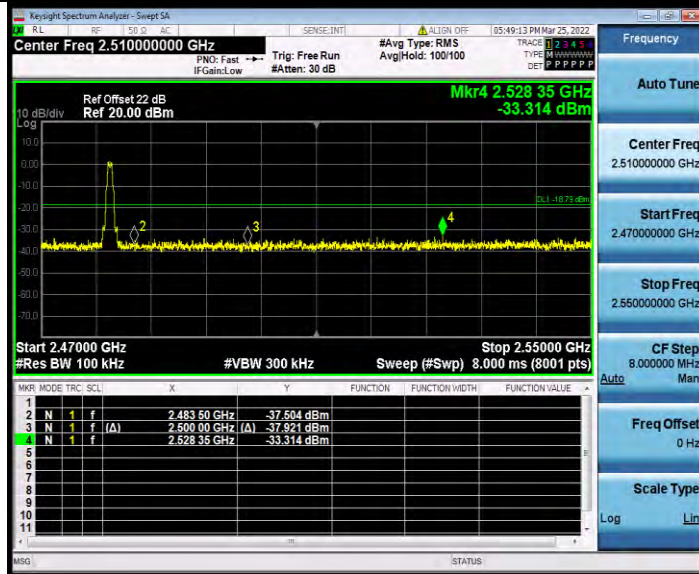 Keysight Spectrum Analyzer - Swept SA
RL RF 50 Ω AC SENSE:INT ALIGN OFF 05:49:13 PM Mar 25, 2022
Center Freq 2.510000000 GHz
PNO: Fast
IFGain:Low
Trig: Free Run
#Atten: 30 dB
#Avg Type: RMS
Avg|Hold: 100/100
TRACE 1 2 3 4 5
TYPE M W W W W W
DET P P P P P P
Mkr4 2.528 35 GHz
-33.314 dBm
Ref Offset 22 dB
10 dB/div Ref 20.00 dBm
Log
10.0
0.00
-10.0
-20.0
-30.0
-40.0
-50.0
-60.0
-70.0
DL1 -18.79 dBm
2
3
4
Start 2.47000 GHz Stop 2.55000 GHz
#Res BW 100 kHz #VBW 300 kHz Sweep (#Swp) 8.000 ms (8001 pts)
MKR MODE TRC SCL X Y FUNCTION FUNCTION WIDTH FUNCTION VALUE
1
2 N 1 f 2.483 50 GHz -37.504 dBm
3 N 1 f (Δ) 2.500 00 GHz (Δ) -37.921 dBm
4 N 1 f 2.528 35 GHz -33.314 dBm
5
6
7
8
9
10
11
MSG STATUS
Frequency
Auto Tune
Center Freq
2.510000000 GHz
Start Freq
2.470000000 GHz
Stop Freq
2.550000000 GHz
CF Step
8.000000 MHz
Auto Man
Freq Offset
0 Hz
Scale Type
Log Lin